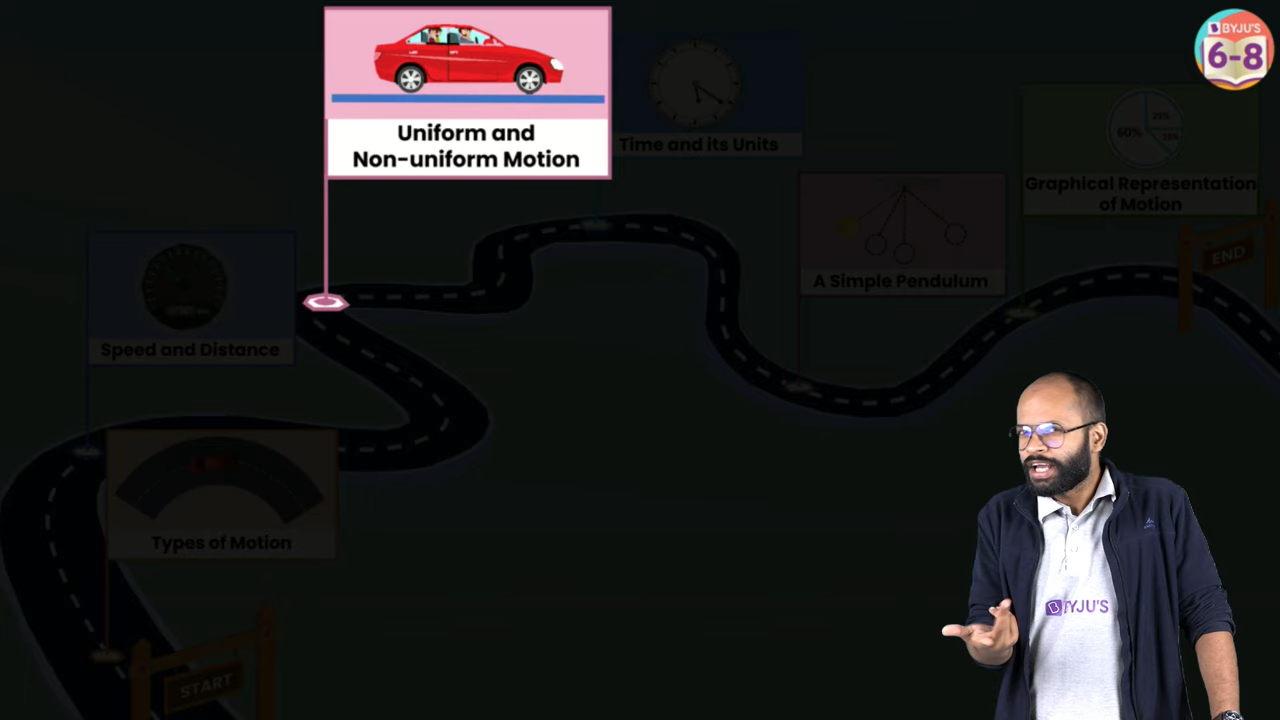 BYJU'S
6-8
Uniform and
Non-uniform Motion
Time and its Units
60%
25%
Graphical Representation
of Motion
END
A Simple Pendulum
Speed and Distance
Types of Motion
START
BYJU'S